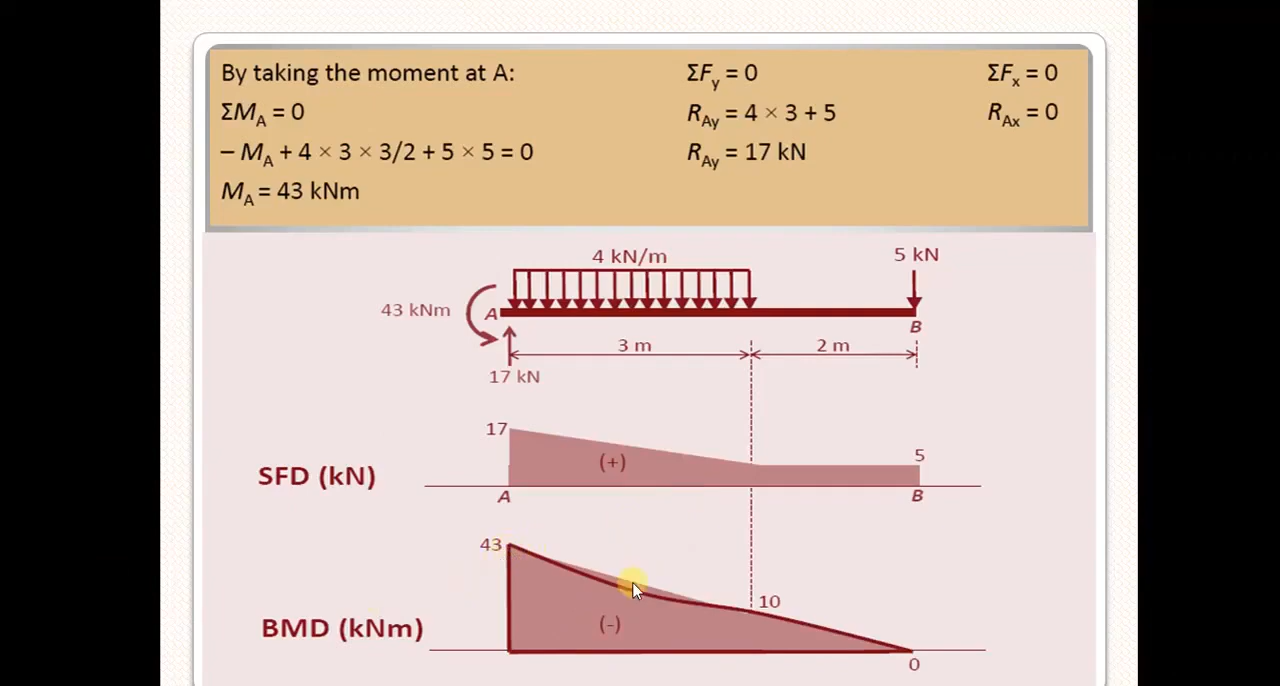 By taking the moment at A:
ΣM_A = 0
– M_A + 4 × 3 × 3/2 + 5 × 5 = 0
M_A = 43 kNm
ΣF_y = 0
R_Ay = 4 × 3 + 5
R_Ay = 17 kN
ΣF_x = 0
R_Ax = 0
4 kN/m
5 kN
43 kNm
A
B
3 m
2 m
17 kN
17
(+)
5
SFD (kN)
A
B
43
10
(-)
BMD (kNm)
0